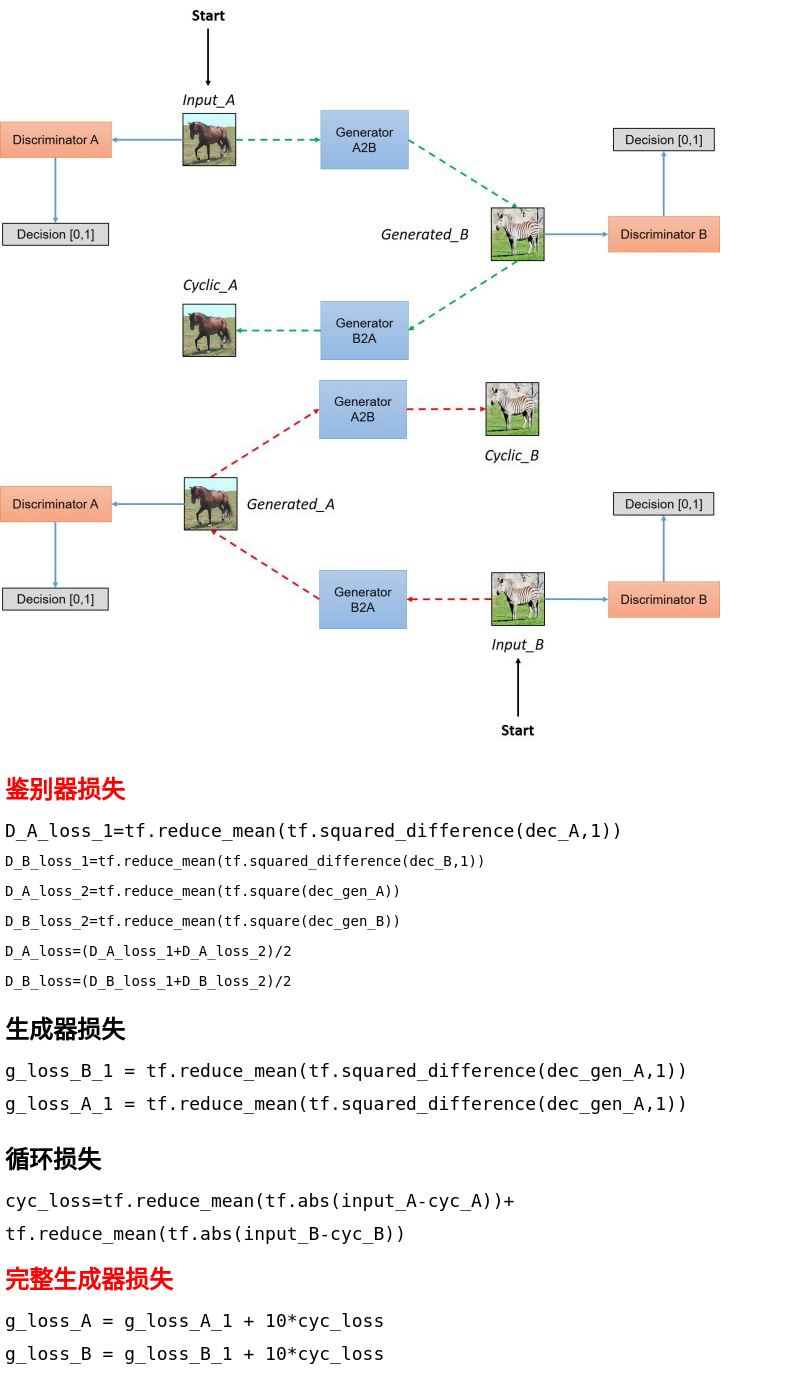 Start
Input_A
Discriminator A
Generator
A2B
Decision [0,1]
Decision [0,1]
Generated_B
Discriminator B
Cyclic_A
Generator
B2A
Generator
A2B
Cyclic_B
Discriminator A
Generated_A
Decision [0,1]
Decision [0,1]
Generator
B2A
Discriminator B
Input_B
Start
鉴别器损失
D_A_loss_1=tf.reduce_mean(tf.squared_difference(dec_A,1))
D_B_loss_1=tf.reduce_mean(tf.squared_difference(dec_B,1))
D_A_loss_2=tf.reduce_mean(tf.square(dec_gen_A))
D_B_loss_2=tf.reduce_mean(tf.square(dec_gen_B))
D_A_loss=(D_A_loss_1+D_A_loss_2)/2
D_B_loss=(D_B_loss_1+D_B_loss_2)/2
生成器损失
g_loss_B_1 = tf.reduce_mean(tf.squared_difference(dec_gen_A,1))
g_loss_A_1 = tf.reduce_mean(tf.squared_difference(dec_gen_A,1))
循环损失
cyc_loss=tf.reduce_mean(tf.abs(input_A-cyc_A))+
tf.reduce_mean(tf.abs(input_B-cyc_B))
完整生成器损失
g_loss_A = g_loss_A_1 + 10*cyc_loss
g_loss_B = g_loss_B_1 + 10*cyc_loss